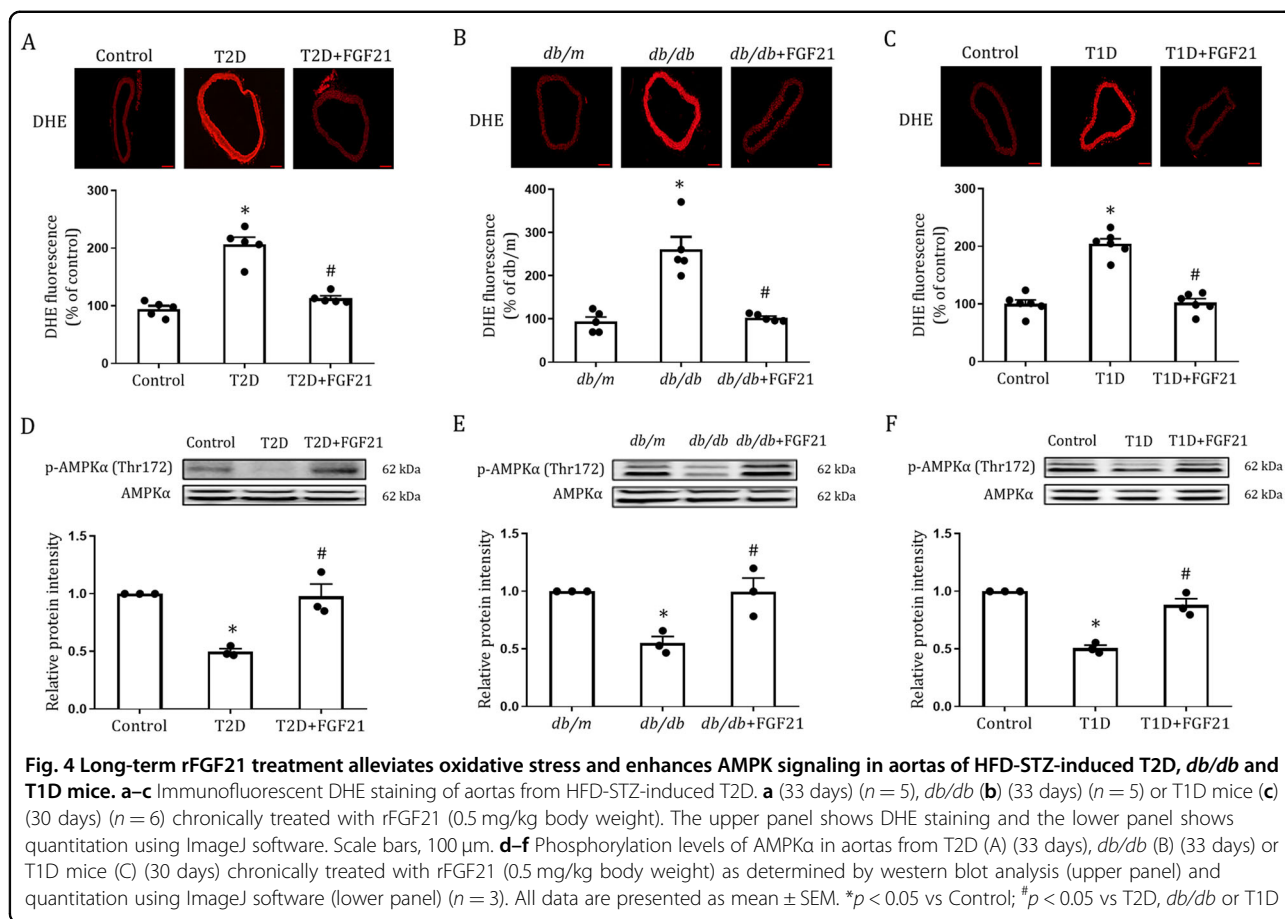 A
Control T2D T2D+FGF21
DHE
DHE fluorescence
(% of control)
300
200
100
0
*
#
Control T2D T2D+FGF21
B
db/m db/db db/db+FGF21
DHE
DHE fluorescence
(% of db/m)
400
300
200
100
0
*
#
db/m db/db db/db+FGF21
C
Control T1D T1D+FGF21
DHE
DHE fluorescence
(% of control)
300
200
100
0
*
#
Control T1D T1D+FGF21
D
Control T2D T2D+FGF21
p-AMPKα (Thr172) 62 kDa
AMPKα 62 kDa
Relative protein intensity
1.5
1.0
0.5
0.0
*
#
Control T2D T2D+FGF21
E
db/m db/db db/db+FGF21
p-AMPKα (Thr172) 62 kDa
AMPKα 62 kDa
Relative protein intensity
1.5
1.0
0.5
0.0
*
#
db/m db/db db/db+FGF21
F
Control T1D T1D+FGF21
p-AMPKα (Thr172) 62 kDa
AMPKα 62 kDa
Relative protein intensity
1.5
1.0
0.5
0.0
*
#
Control T1D T1D+FGF21
Fig. 4 Long-term rFGF21 treatment alleviates oxidative stress and enhances AMPK signaling in aortas of HFD-STZ-induced T2D, db/db and
T1D mice. a–c Immunofluorescent DHE staining of aortas from HFD-STZ-induced T2D. a (33 days) (n = 5), db/db (b) (33 days) (n = 5) or T1D mice (c)
(30 days) (n = 6) chronically treated with rFGF21 (0.5 mg/kg body weight). The upper panel shows DHE staining and the lower panel shows
quantitation using ImageJ software. Scale bars, 100 μm. d–f Phosphorylation levels of AMPKα in aortas from T2D (A) (33 days), db/db (B) (33 days) or
T1D mice (C) (30 days) chronically treated with rFGF21 (0.5 mg/kg body weight) as determined by western blot analysis (upper panel) and
quantitation using ImageJ software (lower panel) (n = 3). All data are presented as mean ± SEM. *p < 0.05 vs Control; #p < 0.05 vs T2D, db/db or T1D